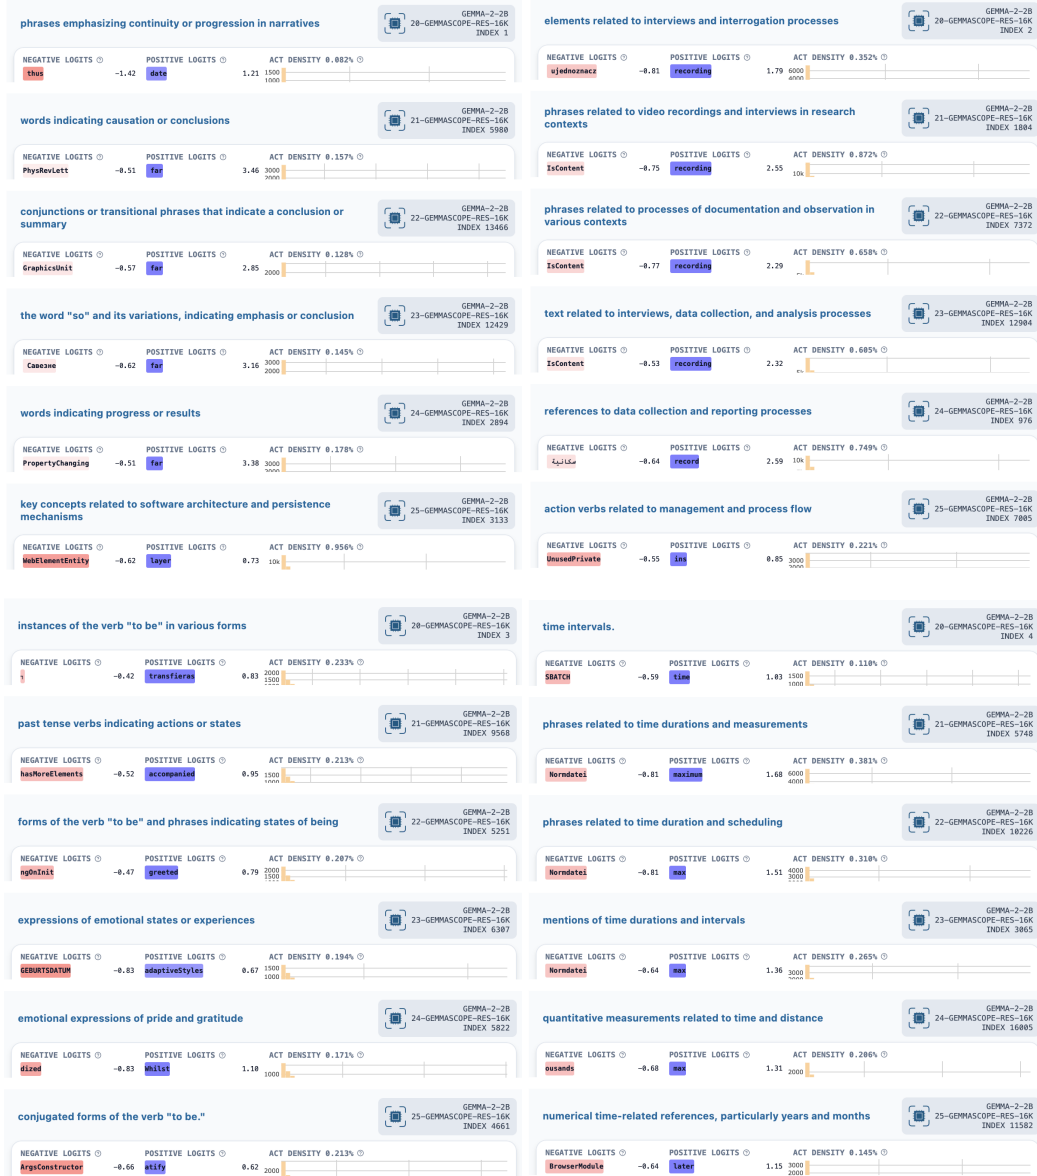 phrases emphasizing continuity or progression in narratives
GEMMA-2-2B
20-GEMMASCOPE-RES-16K
INDEX 1
NEGATIVE LOGITS POSITIVE LOGITS ACT DENSITY 0.082%
thus -1.42 date 1.21 1500
1000
words indicating causation or conclusions
GEMMA-2-2B
21-GEMMASCOPE-RES-16K
INDEX 5980
NEGATIVE LOGITS POSITIVE LOGITS ACT DENSITY 0.157%
PhysRevLett -0.51 far 3.46 3000
2000
conjunctions or transitional phrases that indicate a conclusion or
summary
GEMMA-2-2B
22-GEMMASCOPE-RES-16K
INDEX 13466
NEGATIVE LOGITS POSITIVE LOGITS ACT DENSITY 0.128%
GraphicsUnit -0.57 far 2.85 2000
the word "so" and its variations, indicating emphasis or conclusion
GEMMA-2-2B
23-GEMMASCOPE-RES-16K
INDEX 12429
NEGATIVE LOGITS POSITIVE LOGITS ACT DENSITY 0.145%
Савезне -0.62 far 3.16 3000
2000
words indicating progress or results
GEMMA-2-2B
24-GEMMASCOPE-RES-16K
INDEX 2894
NEGATIVE LOGITS POSITIVE LOGITS ACT DENSITY 0.178%
PropertyChanging -0.51 far 3.38 3000
2000
key concepts related to software architecture and persistence
mechanisms
GEMMA-2-2B
25-GEMMASCOPE-RES-16K
INDEX 3133
NEGATIVE LOGITS POSITIVE LOGITS ACT DENSITY 0.956%
WebElementEntity -0.62 layer 0.73 10k
elements related to interviews and interrogation processes
GEMMA-2-2B
20-GEMMASCOPE-RES-16K
INDEX 2
NEGATIVE LOGITS POSITIVE LOGITS ACT DENSITY 0.352%
ujednoznacz -0.81 recording 1.79 6000
4000
phrases related to video recordings and interviews in research
contexts
GEMMA-2-2B
21-GEMMASCOPE-RES-16K
INDEX 1804
NEGATIVE LOGITS POSITIVE LOGITS ACT DENSITY 0.872%
IsContent -0.75 recording 2.55 10k
phrases related to processes of documentation and observation in
various contexts
GEMMA-2-2B
22-GEMMASCOPE-RES-16K
INDEX 7372
NEGATIVE LOGITS POSITIVE LOGITS ACT DENSITY 0.658%
IsContent -0.77 recording 2.29
text related to interviews, data collection, and analysis processes
GEMMA-2-2B
23-GEMMASCOPE-RES-16K
INDEX 12904
NEGATIVE LOGITS POSITIVE LOGITS ACT DENSITY 0.605%
IsContent -0.53 recording 2.32
references to data collection and reporting processes
GEMMA-2-2B
24-GEMMASCOPE-RES-16K
INDEX 976
NEGATIVE LOGITS POSITIVE LOGITS ACT DENSITY 0.749%
-0.64 record 2.59 10k
action verbs related to management and process flow
GEMMA-2-2B
25-GEMMASCOPE-RES-16K
INDEX 7005
NEGATIVE LOGITS POSITIVE LOGITS ACT DENSITY 0.221%
UnusedPrivate -0.55 ins 0.85 3000
2000
instances of the verb "to be" in various forms
GEMMA-2-2B
20-GEMMASCOPE-RES-16K
INDEX 3
NEGATIVE LOGITS POSITIVE LOGITS ACT DENSITY 0.233%
-0.42 transfieras 0.83 2000
1500
1000
past tense verbs indicating actions or states
GEMMA-2-2B
21-GEMMASCOPE-RES-16K
INDEX 9568
NEGATIVE LOGITS POSITIVE LOGITS ACT DENSITY 0.213%
hasMoreElements -0.52 accompanied 0.95 1500
1000
forms of the verb "to be" and phrases indicating states of being
GEMMA-2-2B
22-GEMMASCOPE-RES-16K
INDEX 5251
NEGATIVE LOGITS POSITIVE LOGITS ACT DENSITY 0.207%
ngOnInit -0.47 greeted 0.79 2000
1500
expressions of emotional states or experiences
GEMMA-2-2B
23-GEMMASCOPE-RES-16K
INDEX 6307
NEGATIVE LOGITS POSITIVE LOGITS ACT DENSITY 0.194%
GEBURTSDATUM -0.83 adaptiveStyles 0.67 1500
1000
emotional expressions of pride and gratitude
GEMMA-2-2B
24-GEMMASCOPE-RES-16K
INDEX 5822
NEGATIVE LOGITS POSITIVE LOGITS ACT DENSITY 0.171%
dized -0.83 Whilst 1.10 1000
conjugated forms of the verb "to be."
GEMMA-2-2B
25-GEMMASCOPE-RES-16K
INDEX 4661
NEGATIVE LOGITS POSITIVE LOGITS ACT DENSITY 0.213%
ArgsConstructor -0.66 atify 0.62 2000
time intervals.
GEMMA-2-2B
20-GEMMASCOPE-RES-16K
INDEX 4
NEGATIVE LOGITS POSITIVE LOGITS ACT DENSITY 0.110%
SBATCH -0.59 time 1.03 1500
1000
phrases related to time durations and measurements
GEMMA-2-2B
21-GEMMASCOPE-RES-16K
INDEX 5748
NEGATIVE LOGITS POSITIVE LOGITS ACT DENSITY 0.381%
Normdatei -0.81 maximum 1.68 6000
4000
phrases related to time duration and scheduling
GEMMA-2-2B
22-GEMMASCOPE-RES-16K
INDEX 10226
NEGATIVE LOGITS POSITIVE LOGITS ACT DENSITY 0.310%
Normdatei -0.81 max 1.51 4000
3000
mentions of time durations and intervals
GEMMA-2-2B
23-GEMMASCOPE-RES-16K
INDEX 3065
NEGATIVE LOGITS POSITIVE LOGITS ACT DENSITY 0.265%
Normdatei -0.64 max 1.36 3000
quantitative measurements related to time and distance
GEMMA-2-2B
24-GEMMASCOPE-RES-16K
INDEX 16005
NEGATIVE LOGITS POSITIVE LOGITS ACT DENSITY 0.206%
ousands -0.68 max 1.31 2000
numerical time-related references, particularly years and months
GEMMA-2-2B
25-GEMMASCOPE-RES-16K
INDEX 11582
NEGATIVE LOGITS POSITIVE LOGITS ACT DENSITY 0.145%
BrowserModule -0.64 later 1.15 3000
2000